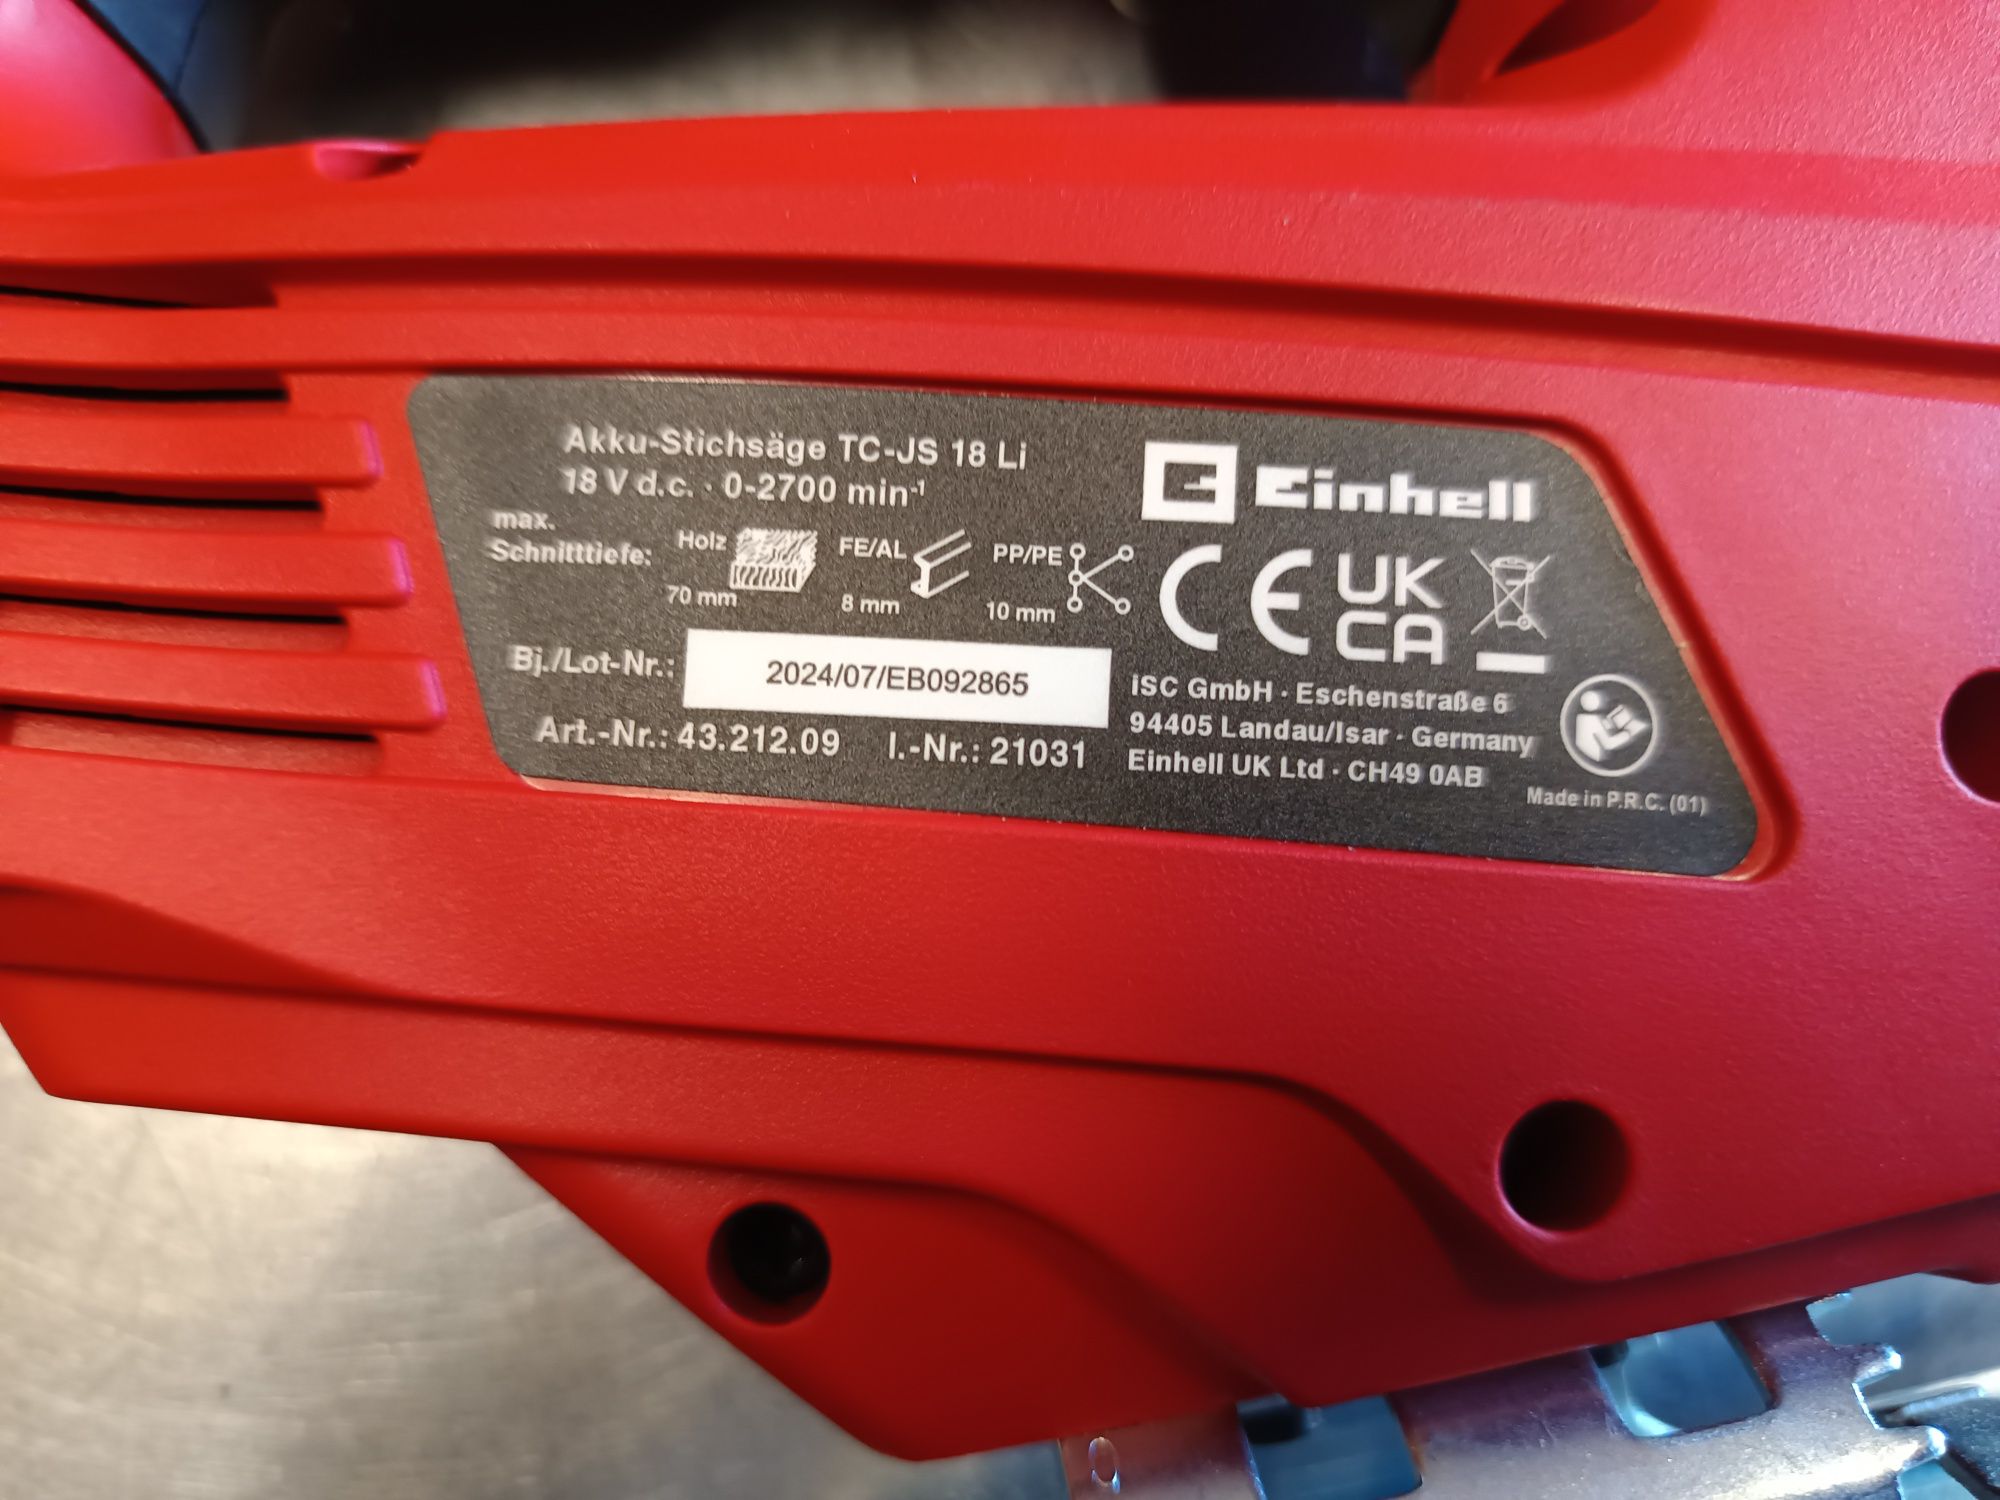 Akku-Stichsäge TC-JS 18 Li
18 V d.c. · 0-2700 min⁻¹
max.
Schnitttiefe:
Holz
70 mm
FE/AL
8 mm
PP/PE
10 mm
Bj./Lot-Nr.: 2024/07/EB092865
Art.-Nr.: 43.212.09 I.-Nr.: 21031
Einhell
CE
UK
CA
iSC GmbH · Eschenstraße 6
94405 Landau/Isar · Germany
Einhell UK Ltd · CH49 0AB
Made in P.R.C. (01)
0